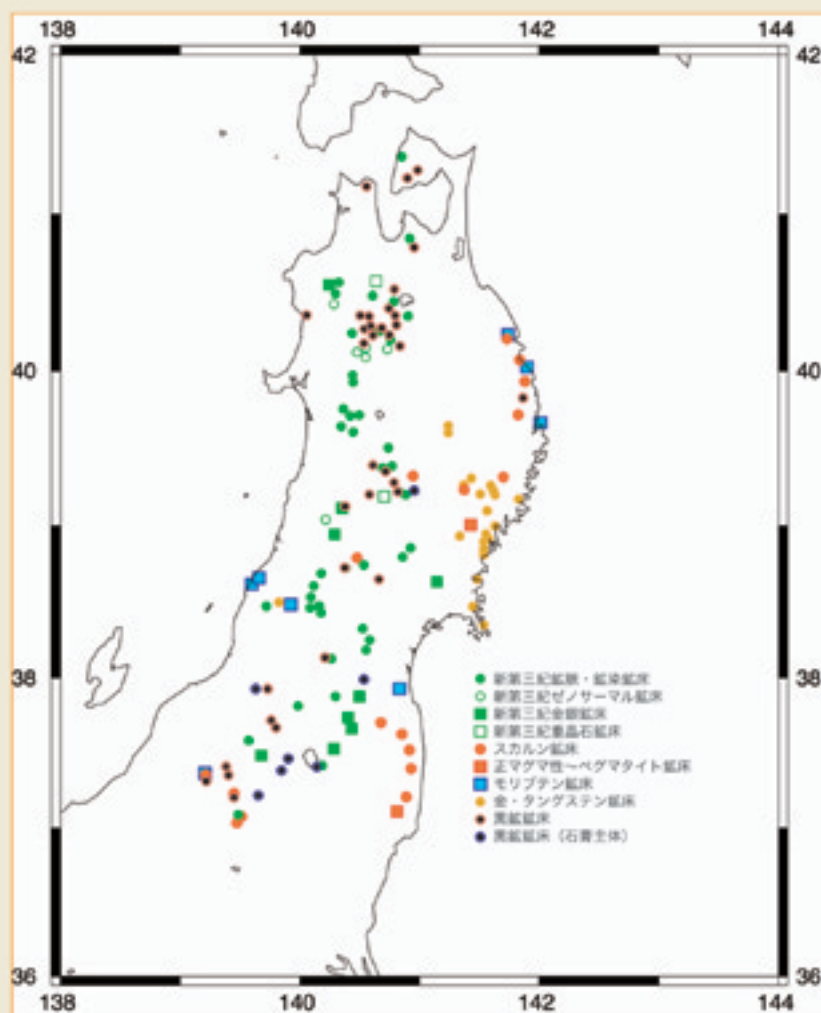 138 140 142 144
42 42
40 40
38 38
新第三紀鉱脈・鉱染鉱床
新第三紀ゼノサーマル鉱床
新第三紀金銀鉱床
新第三紀重晶石鉱床
スカルン鉱床
正マグマ性〜ペグマタイト鉱床
モリブデン鉱床
金・タングステン鉱床
黒鉱鉱床
黒鉱鉱床（石膏主体）
36 36
138 140 142 144